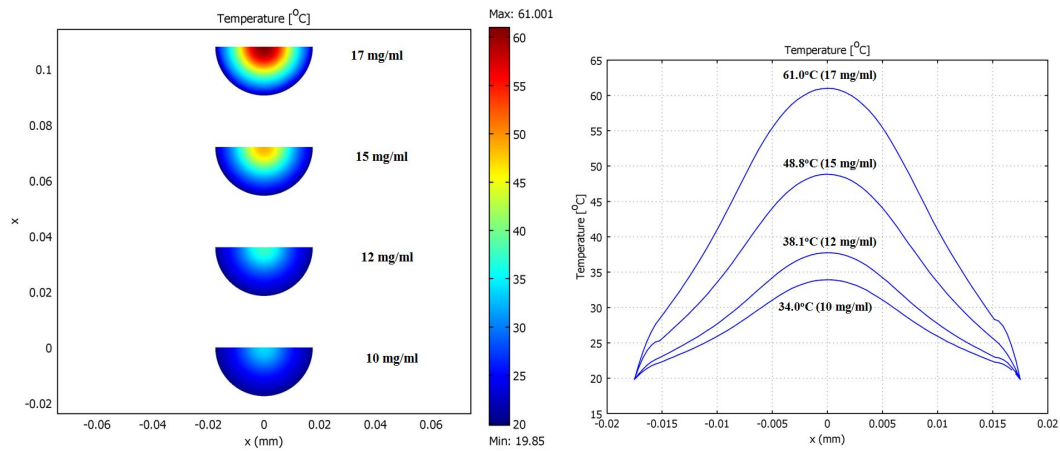 Temperature [°C]
Max: 61.001
17 mg/ml
15 mg/ml
12 mg/ml
10 mg/ml
0.1
0.08
0.06
0.04
0.02
0
-0.02
x
-0.06
-0.04
-0.02
0
0.02
0.04
0.06
x (mm)
60
55
50
45
40
35
30
25
20
Min: 19.85
Temperature [°C]
61.0°C (17 mg/ml)
48.8°C (15 mg/ml)
38.1°C (12 mg/ml)
34.0°C (10 mg/ml)
65
60
55
50
45
40
35
30
25
20
15
Temperature [°C]
-0.02
-0.015
-0.01
-0.005
0
0.005
0.01
0.015
0.02
x (mm)